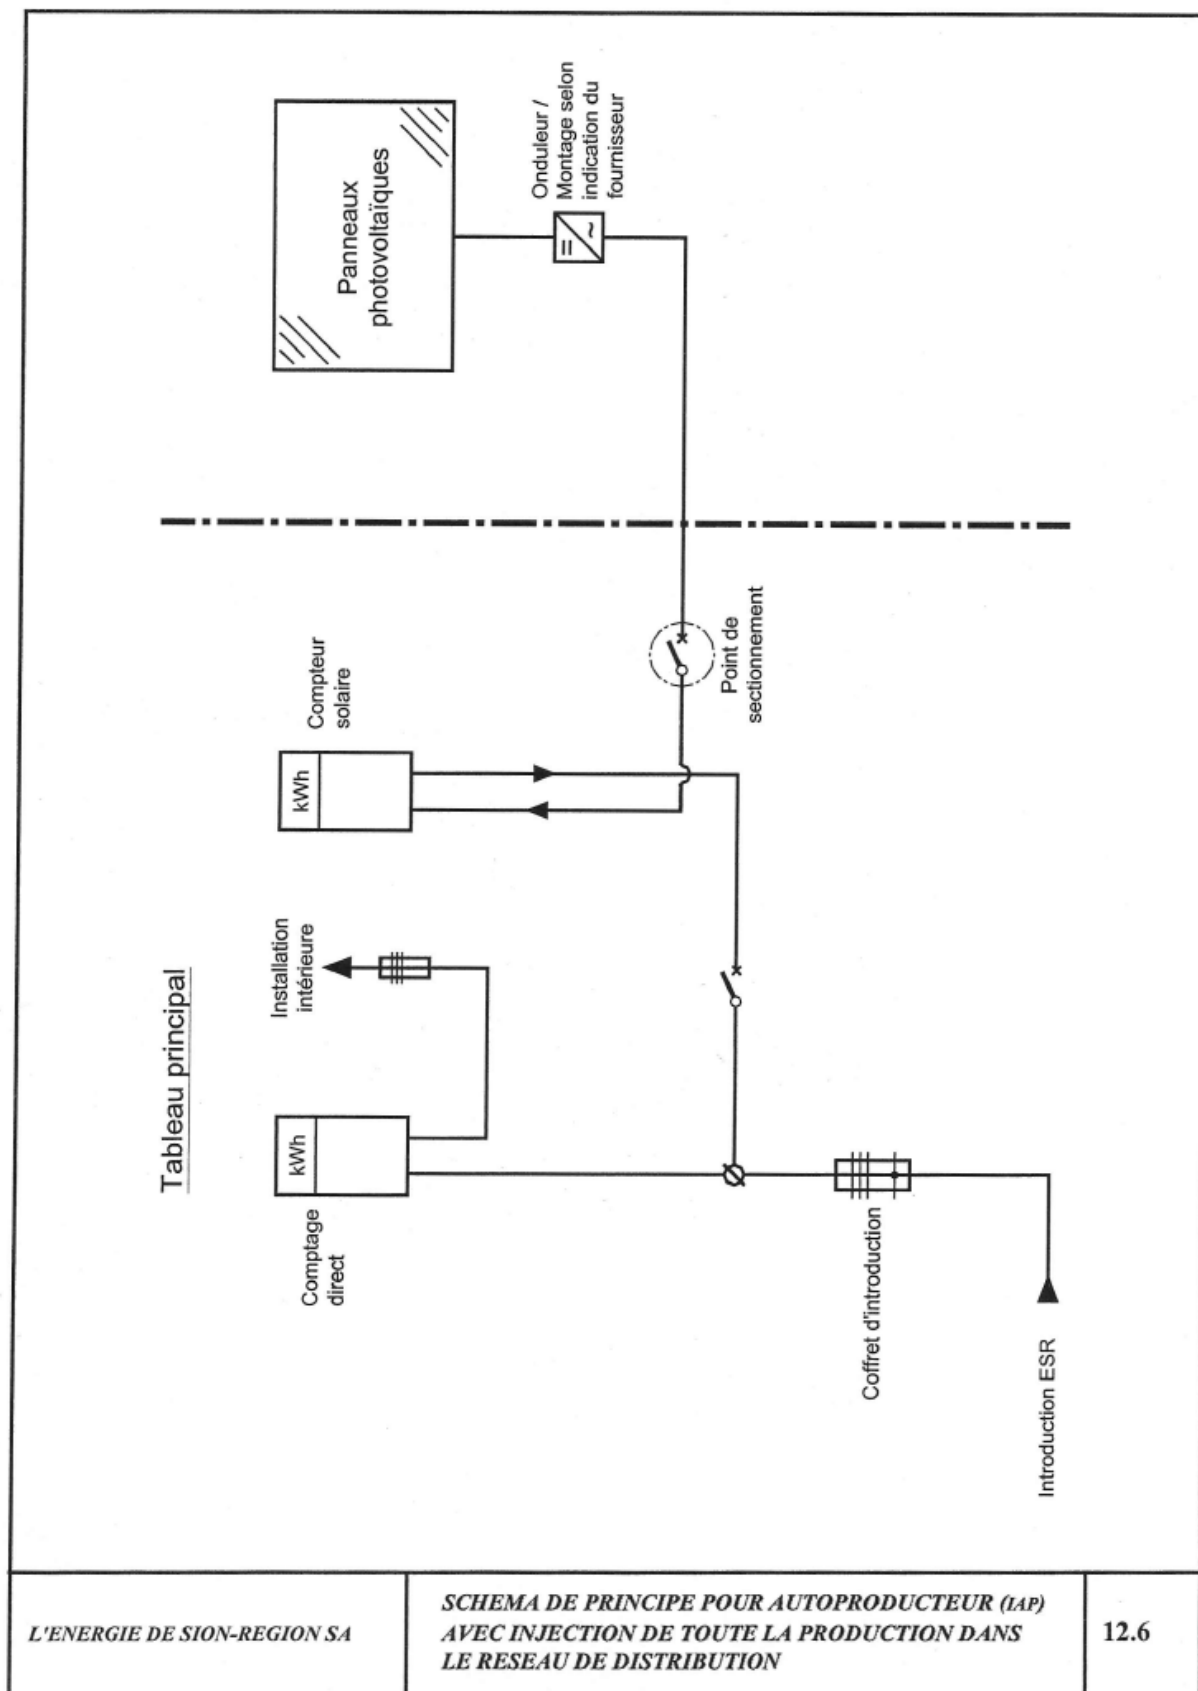 Tableau principal
Panneaux
photovoltaïques
Onduleur /
Montage selon
indication du
fournisseur
kWh
Compteur
solaire
Point de
sectionnement
Installation
intérieure
kWh
Comptage
direct
Coffret d'introduction
Introduction ESR
L'ENERGIE DE SION-REGION SA
SCHEMA DE PRINCIPE POUR AUTOPRODUCTEUR (IAP)
AVEC INJECTION DE TOUTE LA PRODUCTION DANS
LE RESEAU DE DISTRIBUTION
12.6